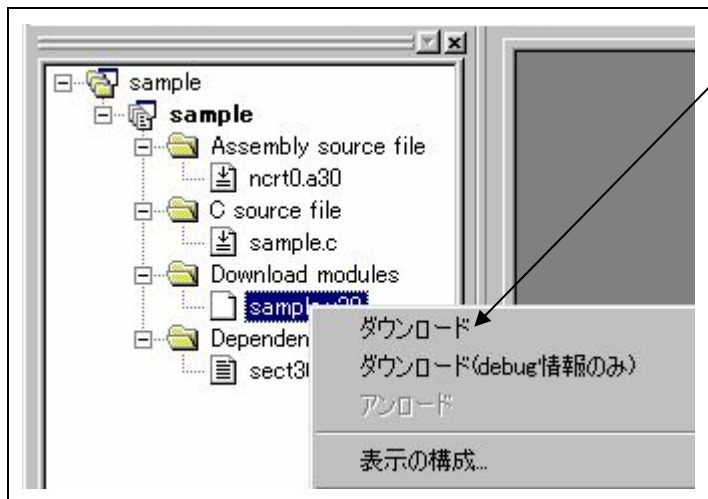 sample
sample
Assembly source file
ncrt0.a30
C source file
sample.c
Download modules
Dependen
sect30
ダウンロード
ダウンロード(debug情報のみ)
アンロード
表示の構成...